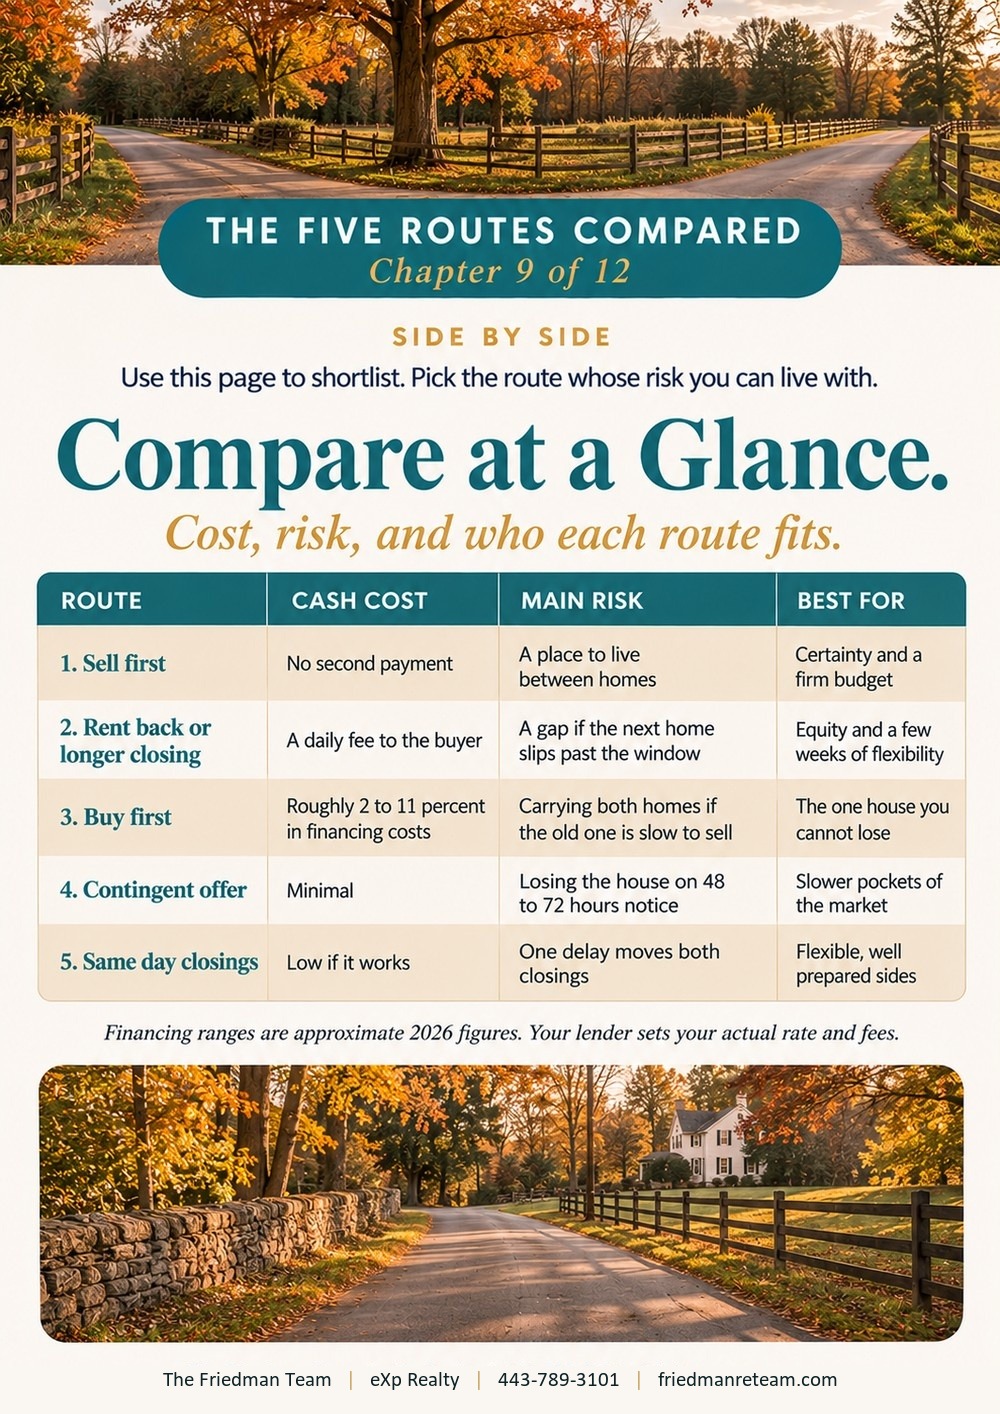 THE FIVE ROUTES COMPARED
Chapter 9 of 12
SIDE BY SIDE
Use this page to shortlist. Pick the route whose risk you can live with.
Compare at a Glance.
Cost, risk, and who each route fits.
ROUTE CASH COST MAIN RISK BEST FOR
1. Sell first
No second payment
A place to live
between homes
Certainty and a
firm budget
2. Rent back or
longer closing
A daily fee to the buyer
A gap if the next home
slips past the window
Equity and a few
weeks of flexibility
3. Buy first
Roughly 2 to 11 percent
in financing costs
Carrying both homes if
the old one is slow to sell
The one house you
cannot lose
4. Contingent offer
Minimal
Losing the house on 48
to 72 hours notice
Slower pockets of
the market
5. Same day closings
Low if it works
One delay moves both
closings
Flexible, well
prepared sides
Financing ranges are approximate 2026 figures. Your lender sets your actual rate and fees.
The Friedman Team | eXp Realty | 443-789-3101 | friedmanreteam.com